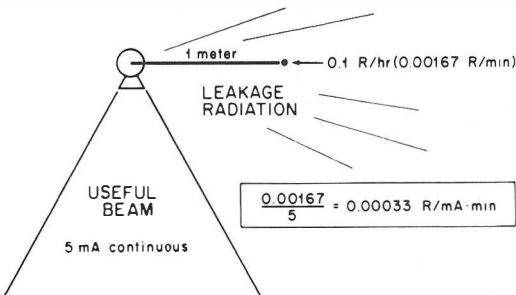 1 meter
0.1 R/hr (0.00167 R/min)
LEAKAGE
RADIATION
USEFUL
BEAM
5 mA continuous
0.00167
5
= 0.00033 R/mA·min